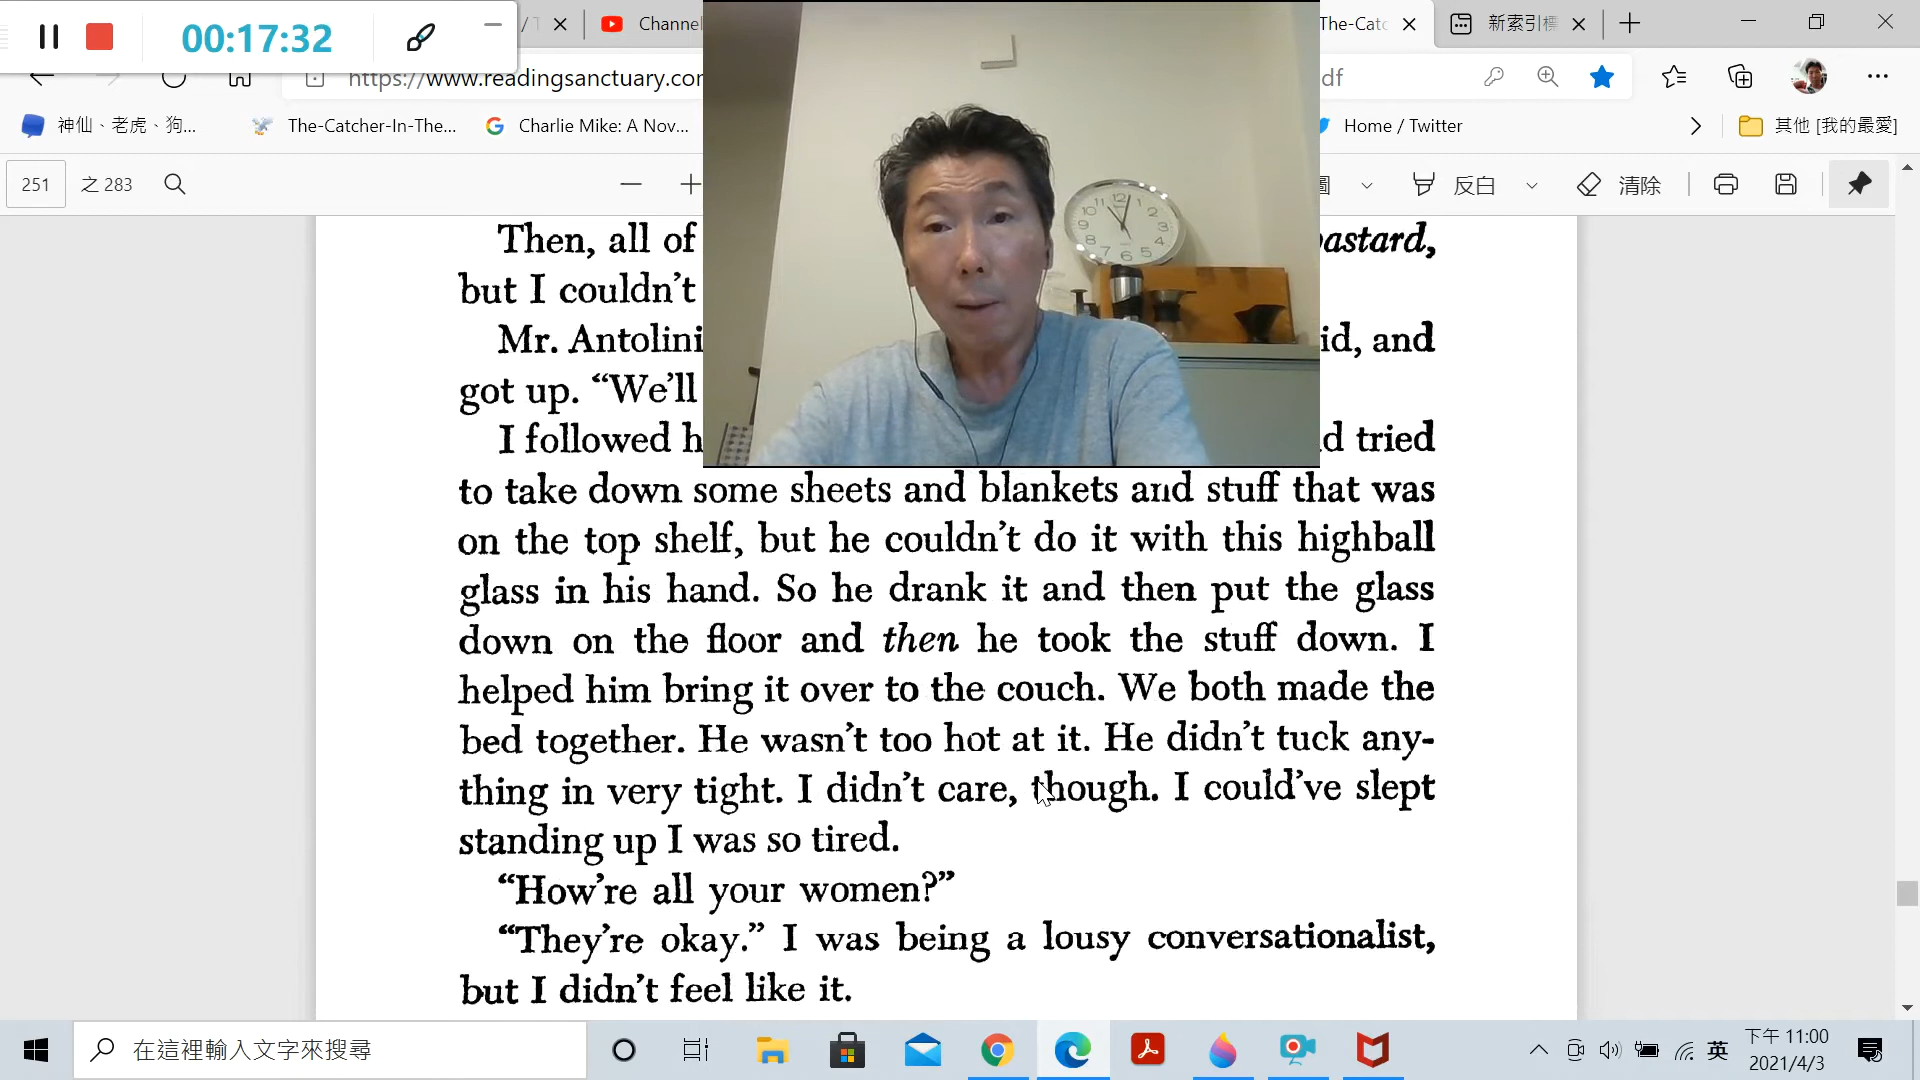 00:17:32
/ T
Channel
The-Catc
新索引標
https://www.readingsanctuary.com
df
神仙、老虎、狗...
The-Catcher-In-The...
Charlie Mike: A Nov...
Home / Twitter
其他 [我的最愛]
251
之 283
反白
清除
Then, all of
bastard,
but I couldn't
Mr. Antolini
id, and
got up. “We'll
I followed h
d tried
to take down some sheets and blankets and stuff that was
on the top shelf, but he couldn't do it with this highball
glass in his hand. So he drank it and then put the glass
down on the floor and then he took the stuff down. I
helped him bring it over to the couch. We both made the
bed together. He wasn't too hot at it. He didn't tuck any-
thing in very tight. I didn't care, though. I could've slept
standing up I was so tired.
“How're all your women?”
“They're okay.” I was being a lousy conversationalist,
but I didn't feel like it.
在這裡輸入文字來搜尋
英
下午 11:00
2021/4/3